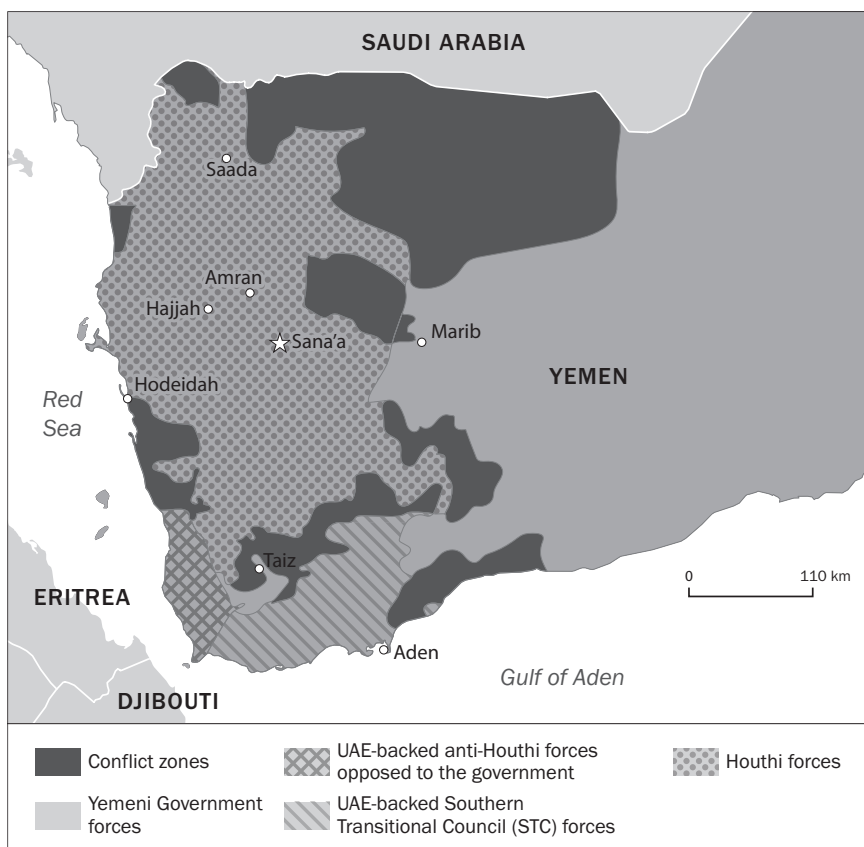 SAUDI ARABIA
Saada
Amran
Hajjah
Sana’a
Marib
Hodeidah
YEMEN
Red
Sea
Taiz
0
110 km
ERITREA
Aden
Gulf of Aden
DJIBOUTI
Conflict zones
UAE-backed anti-Houthi forces
opposed to the government
Houthi forces
Yemeni Government
forces
UAE-backed Southern
Transitional Council (STC) forces